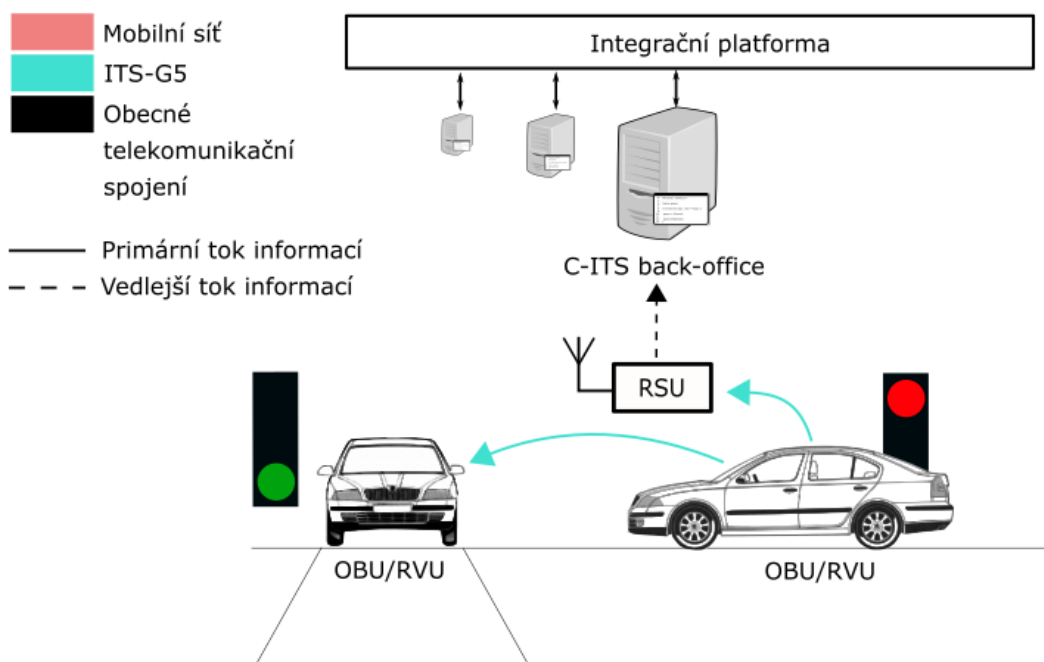 Mobilní síť
ITS-G5
Obecné
telekomunikační
spojení
Primární tok informací
Vedlejší tok informací
Integrační platforma
C-ITS back-office
RSU
OBU/RVU
OBU/RVU